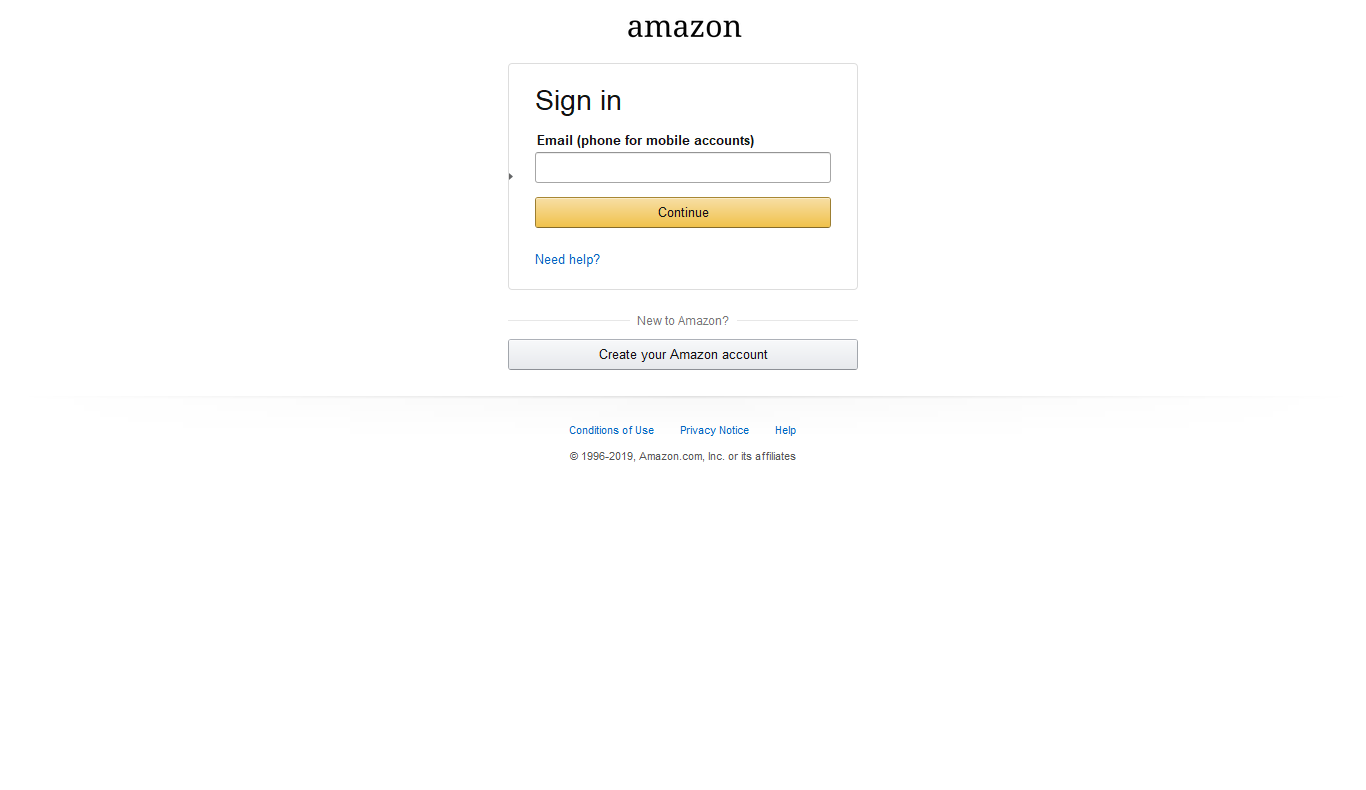 amazon
Sign in
Email (phone for mobile accounts)
Continue
Need help?
New to Amazon?
Create your Amazon account
Conditions of Use Privacy Notice Help
© 1996-2019, Amazon.com, Inc. or its affiliates